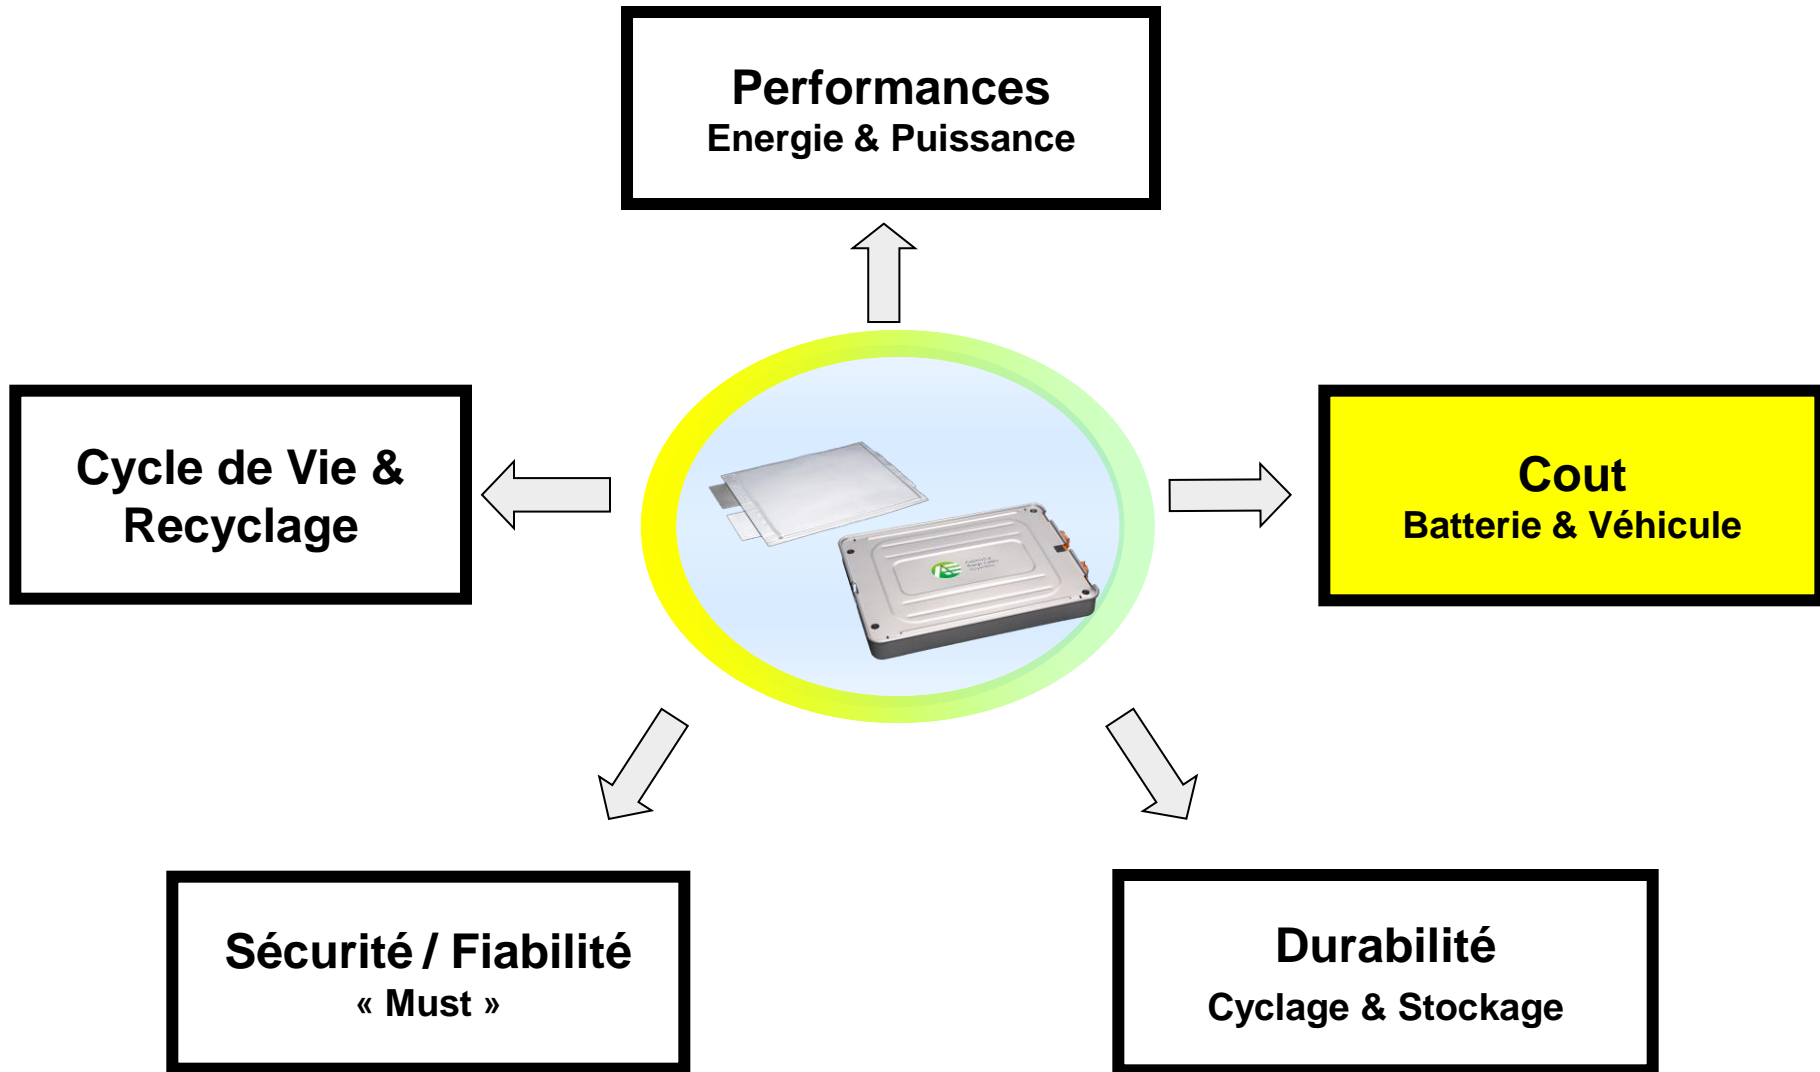 Performances
Energie & Puissance
Cycle de Vie &
Recyclage
Cout
Batterie & Véhicule
Sécurité / Fiabilité
« Must »
Durabilité
Cyclage & Stockage